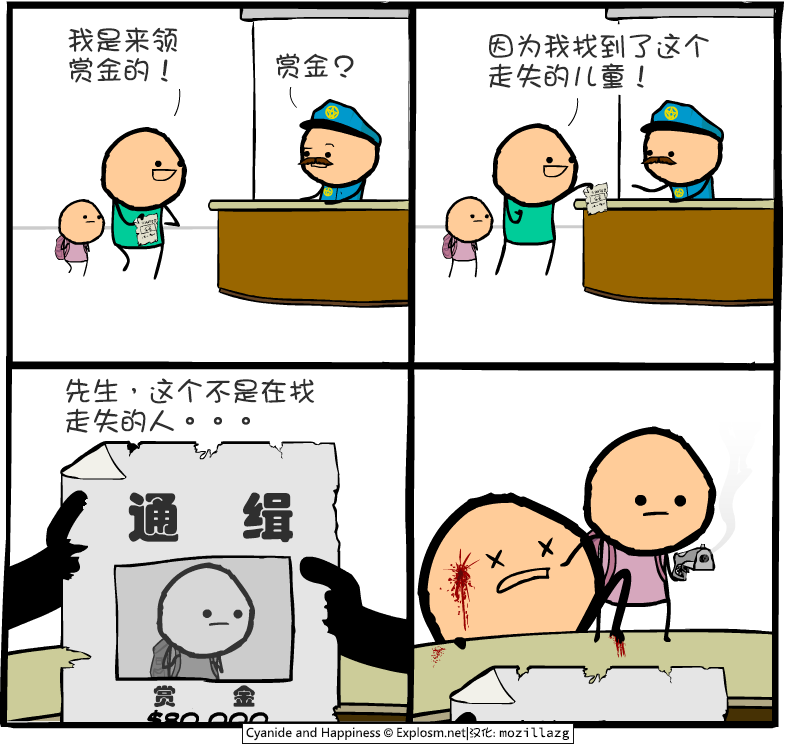 我是来领
赏金的！
赏金？
因为我找到了这个
走失的儿童！
先生，这个不是在找
走失的人。。。
通 缉
赏 金
$80,000
Cyanide and Happiness © Explosm.net|汉化: mozillazg